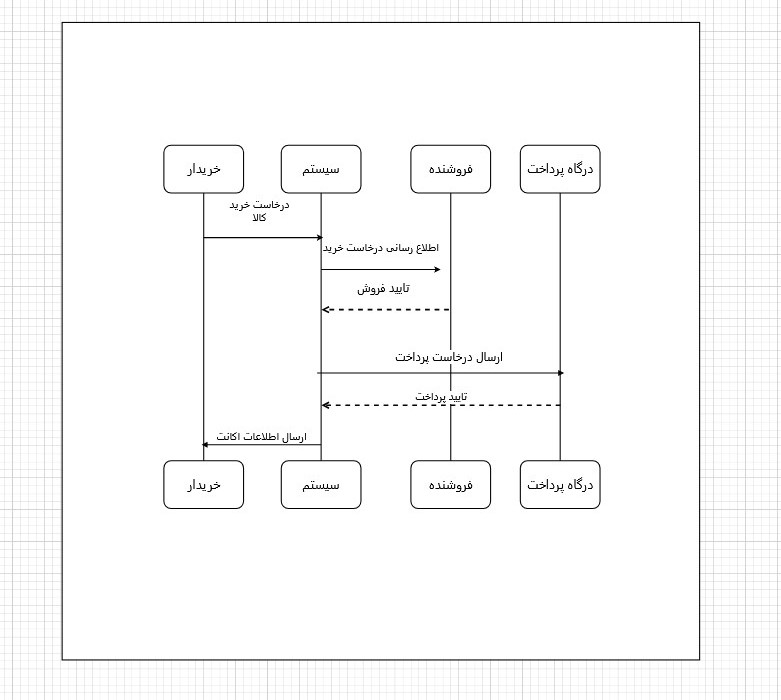 خریدار
سیستم
فروشنده
درگاه پرداخت
درخاست خرید
کالا
اطلاع رسانی درخاست خرید
تایید فروش
ارسال درخاست پرداخت
تایید پرداخت
ارسال اطلاعات اکانت
خریدار
سیستم
فروشنده
درگاه پرداخت